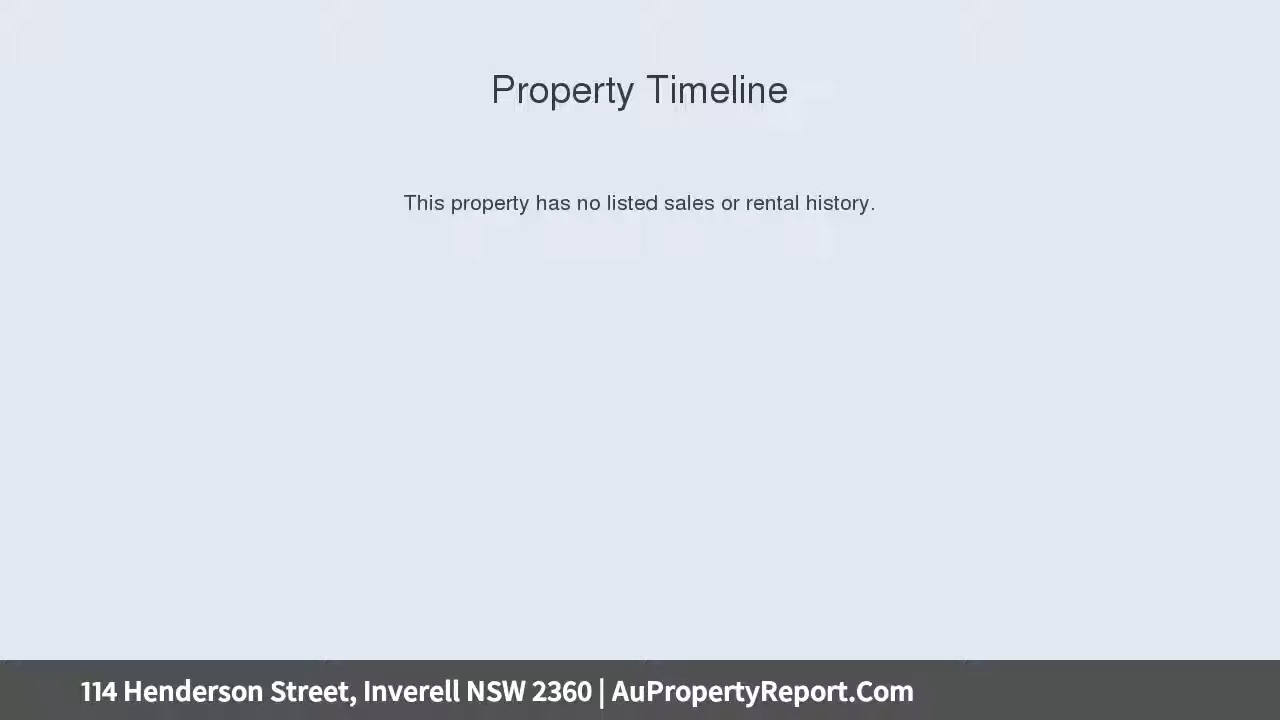 Property Timeline
This property has no listed sales or rental history.
114 Henderson Street, Inverell NSW 2360 | AuPropertyReport.Com